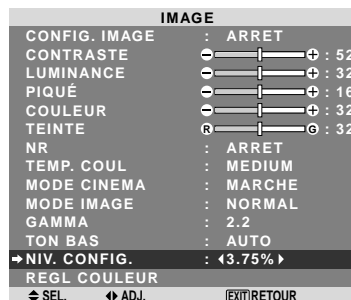 IMAGE
CONFIG. IMAGE : ARRET
CONTRASTE : 52
LUMINANCE : 32
PIQUÉ : 16
COULEUR : 32
TEINTE R G : 32
NR : ARRET
TEMP. COUL : MEDIUM
MODE CINEMA : MARCHE
MODE IMAGE : NORMAL
GAMMA : 2.2
TON BAS : AUTO
NIV. CONFIG. : 3.75%
REGL COULEUR
SEL. ADJ. EXIT RETOUR